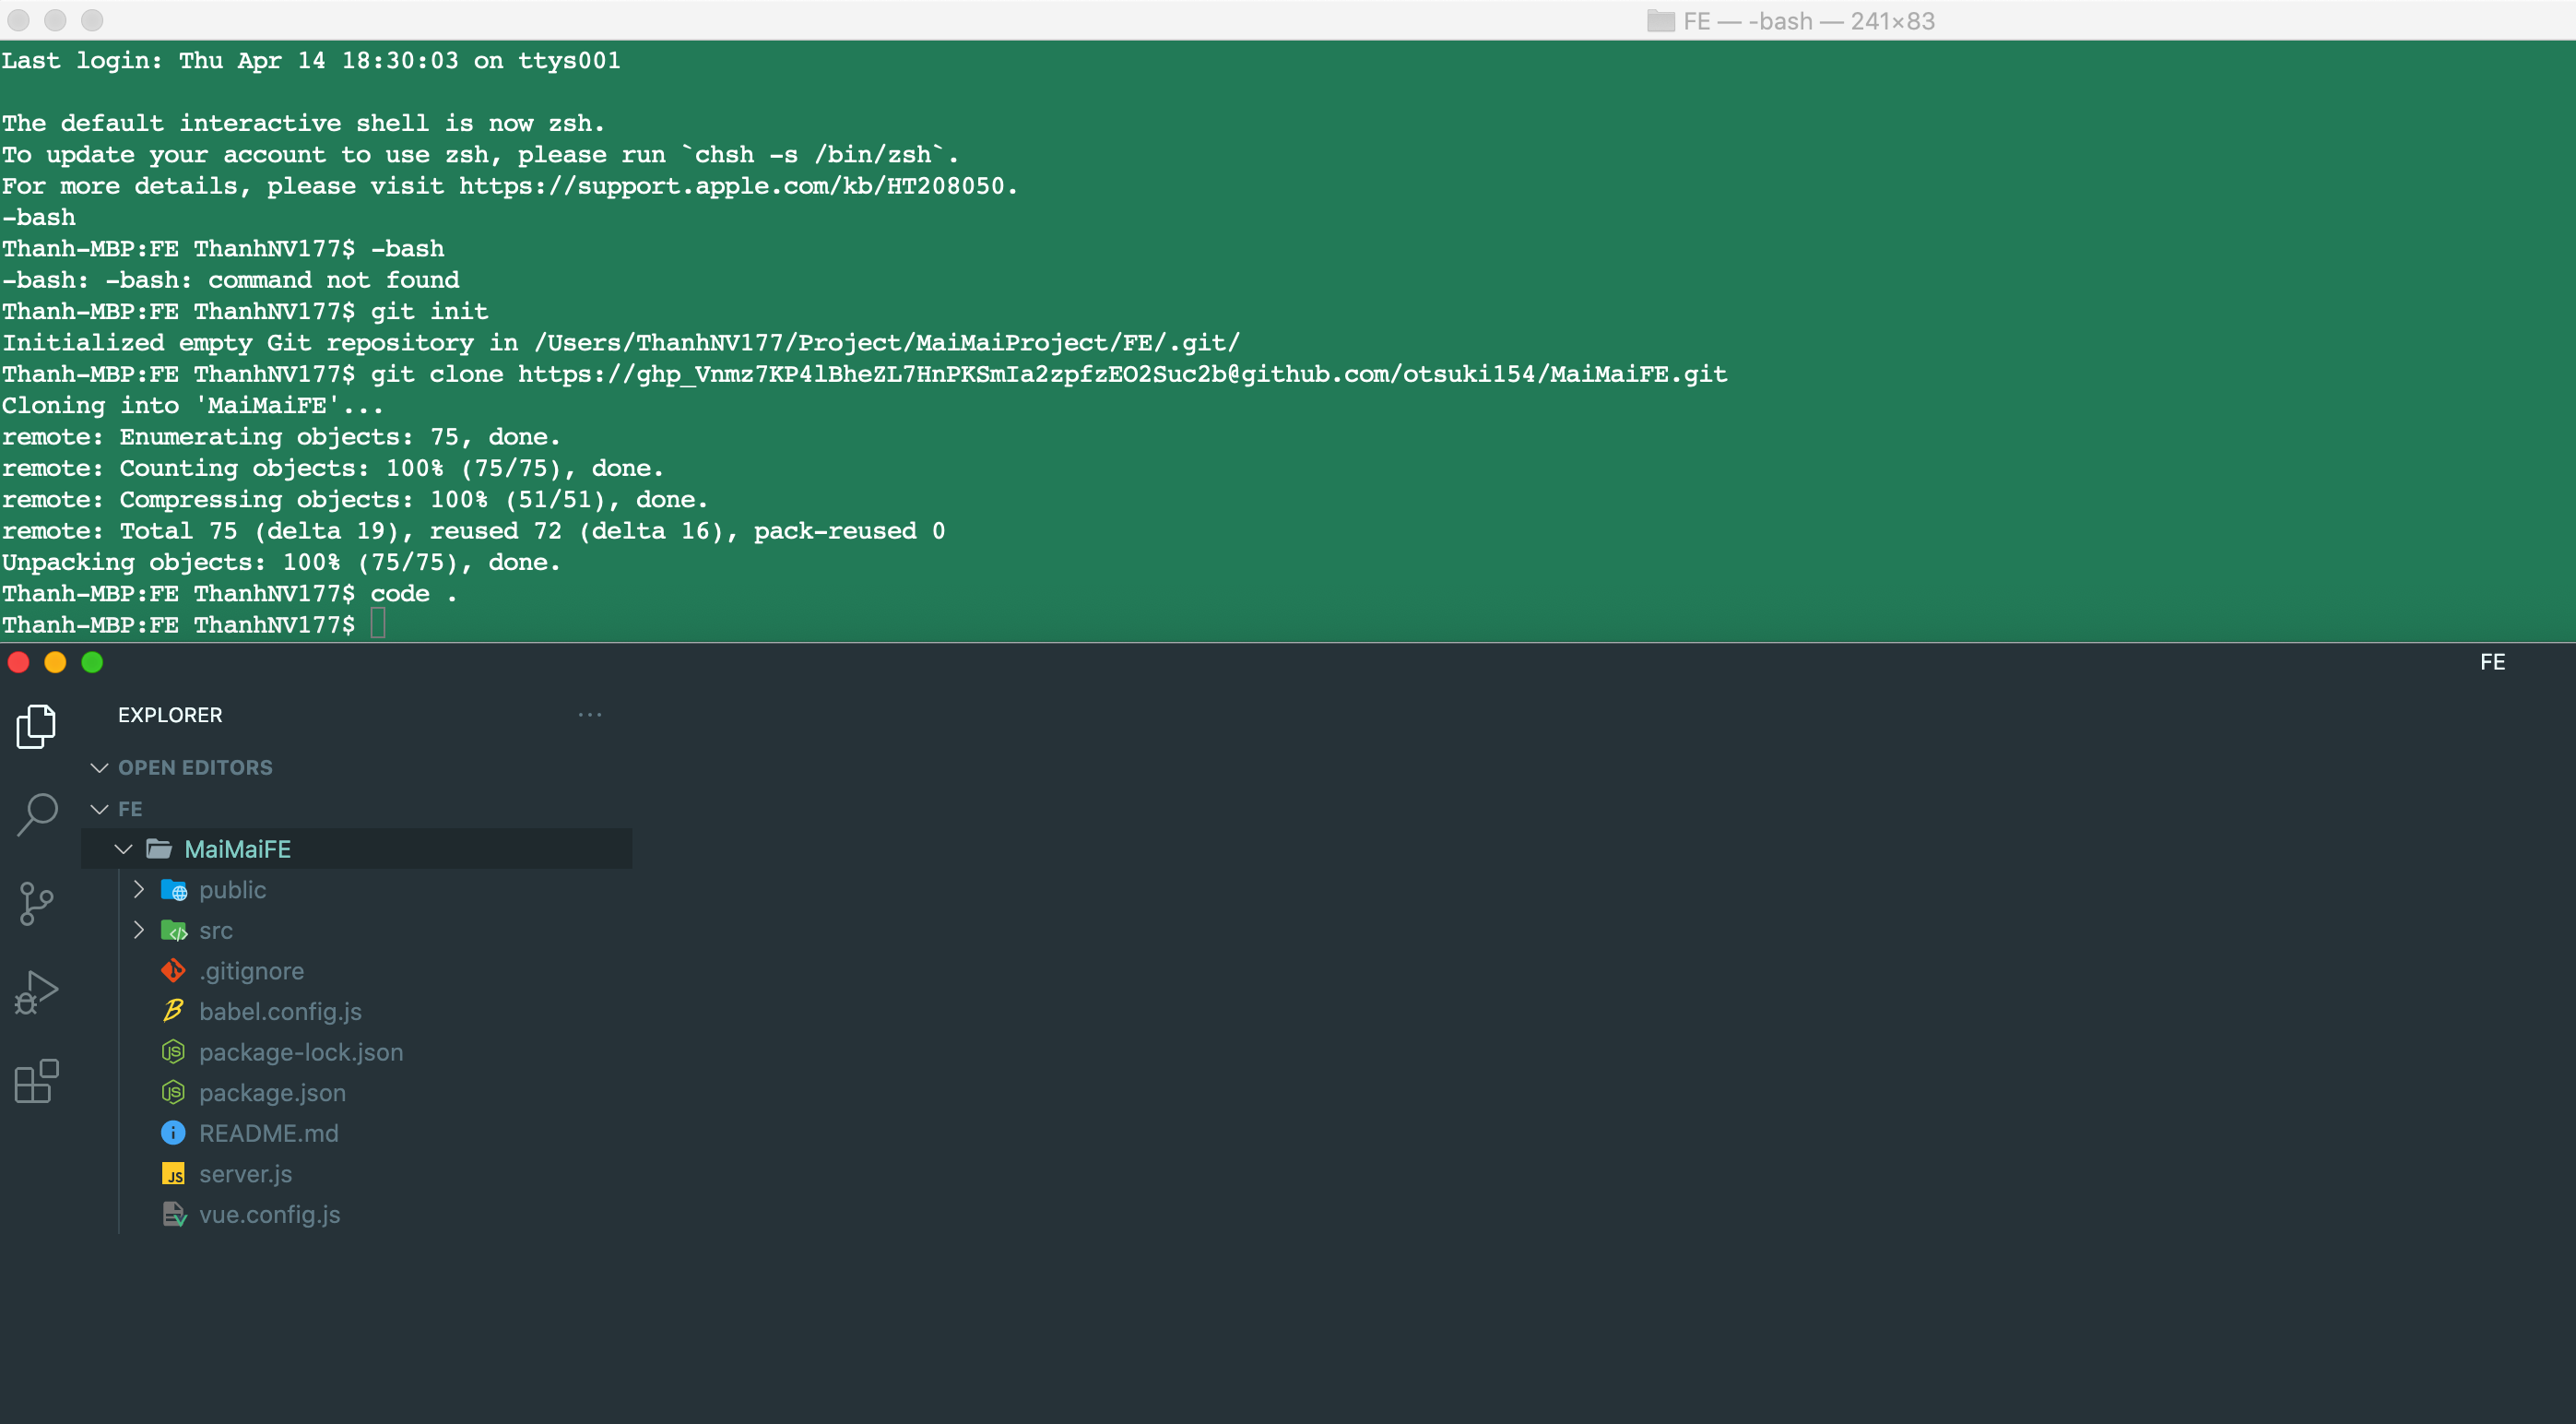 FE — -bash — 241×83
Last login: Thu Apr 14 18:30:03 on ttys001
The default interactive shell is now zsh.
To update your account to use zsh, please run `chsh -s /bin/zsh`.
For more details, please visit https://support.apple.com/kb/HT208050.
-bash
Thanh-MBP:FE ThanhNV177$ -bash
-bash: -bash: command not found
Thanh-MBP:FE ThanhNV177$ git init
Initialized empty Git repository in /Users/ThanhNV177/Project/MaiMaiProject/FE/.git/
Thanh-MBP:FE ThanhNV177$ git clone https://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@github.com/otsuki154/MaiMaiFE.git
Cloning into 'MaiMaiFE'...
remote: Enumerating objects: 75, done.
remote: Counting objects: 100% (75/75), done.
remote: Compressing objects: 100% (51/51), done.
remote: Total 75 (delta 19), reused 72 (delta 16), pack-reused 0
Unpacking objects: 100% (75/75), done.
Thanh-MBP:FE ThanhNV177$ code .
Thanh-MBP:FE ThanhNV177$
FE
EXPLORER
OPEN EDITORS
FE
MaiMaiFE
public
src
.gitignore
babel.config.js
package-lock.json
package.json
README.md
server.js
vue.config.js